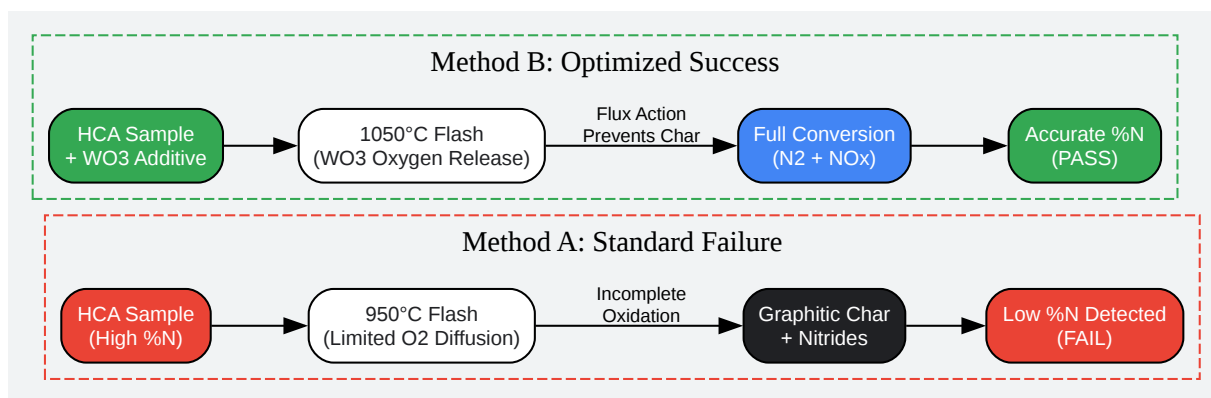 Method B: Optimized Success
HCA Sample
+ WO3 Additive
1050°C Flash
(WO3 Oxygen Release)
Flux Action
Prevents Char
Full Conversion
(N2 + NOx)
Accurate %N
(PASS)
Method A: Standard Failure
HCA Sample
(High %N)
950°C Flash
(Limited O2 Diffusion)
Incomplete
Oxidation
Graphitic Char
+ Nitrides
Low %N Detected
(FAIL)